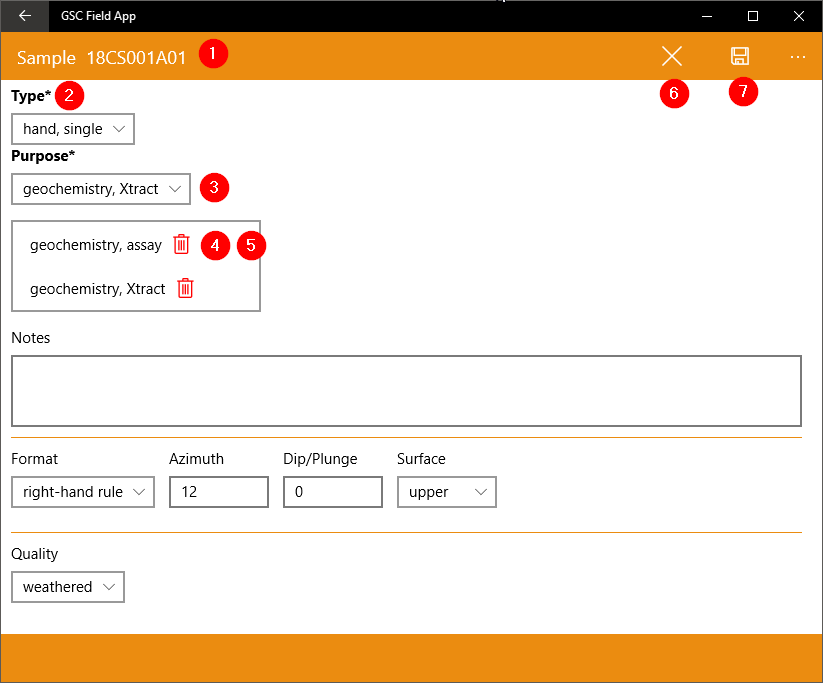 GSC Field App
Sample 18CS001A01 1
6
7
Type* 2
hand, single
Purpose*
geochemistry, Xtract 3
geochemistry, assay 4 5
geochemistry, Xtract
Notes
Format Azimuth Dip/Plunge Surface
right-hand rule 12 0 upper
Quality
weathered